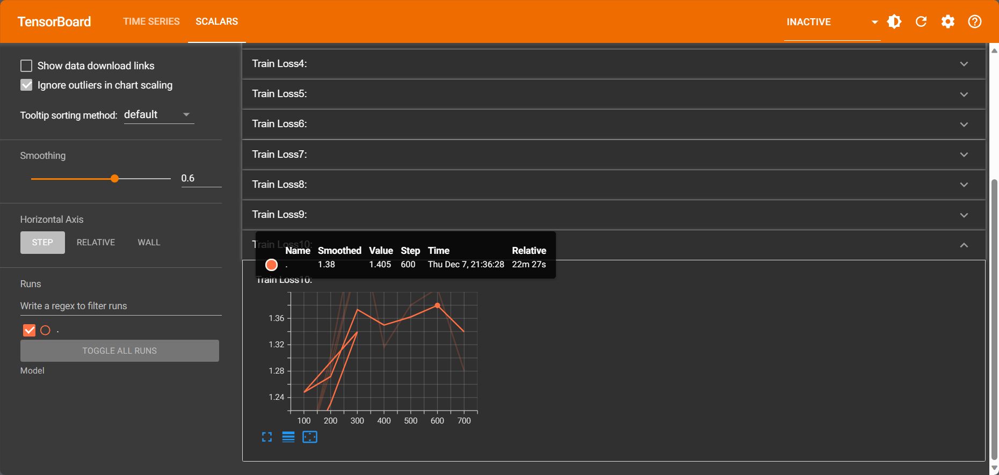 TensorBoard TIME SERIES SCALARS INACTIVE
Show data download links
Ignore outliers in chart scaling
Tooltip sorting method: default
Smoothing
0.6
Horizontal Axis
STEP RELATIVE WALL
Runs
Write a regex to filter runs
.
TOGGLE ALL RUNS
Model
Train Loss4:
Train Loss5:
Train Loss6:
Train Loss7:
Train Loss8:
Train Loss9:
Train Loss10:
Name Smoothed Value Step Time Relative
. 1.38 1.405 600 Thu Dec 7, 21:36:28 22m 27s
Train Loss10:
1.36
1.32
1.28
1.24
100 200 300 400 500 600 700